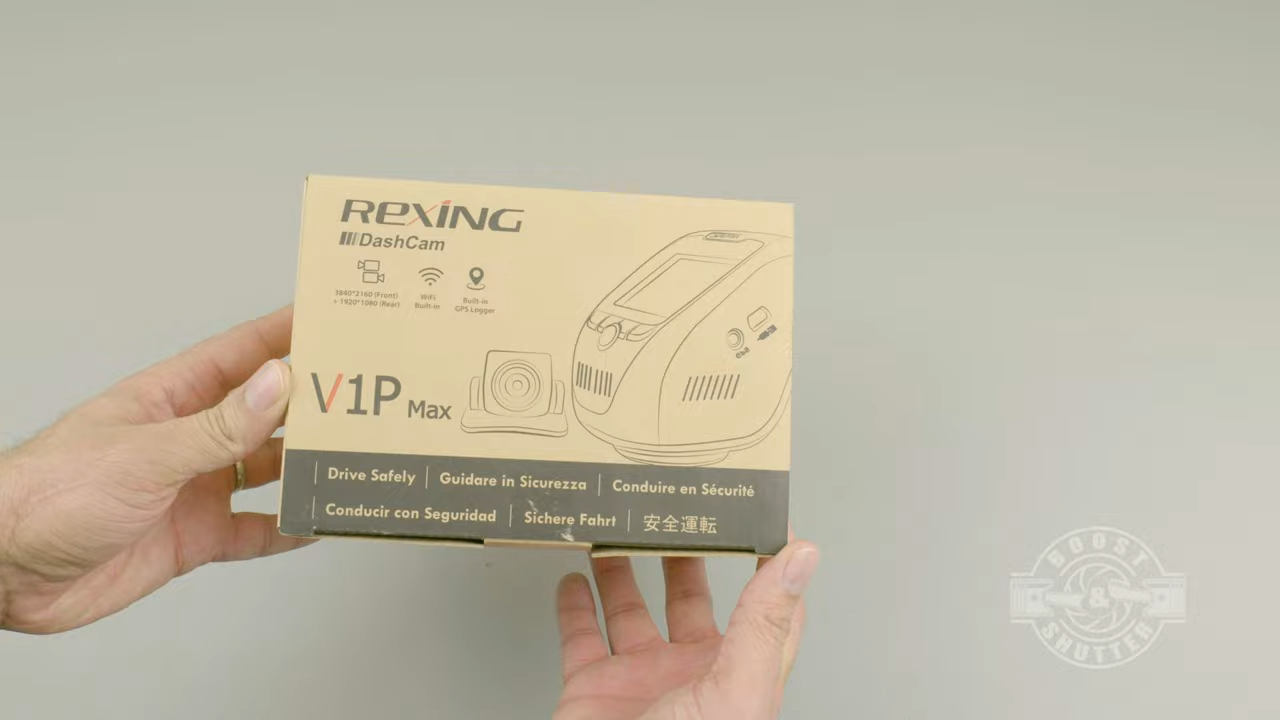 REXING
DashCam
3840*2160 (Front)
+ 1920*1080 (Rear)
WiFi
Built-in
Built-in
GPS Logger
V1P Max
Drive Safely
Guidare in Sicurezza
Conduire en Sécurité
Conducir con Seguridad
Sichere Fahrt
安全運転
BOOST
&
SHUTTER